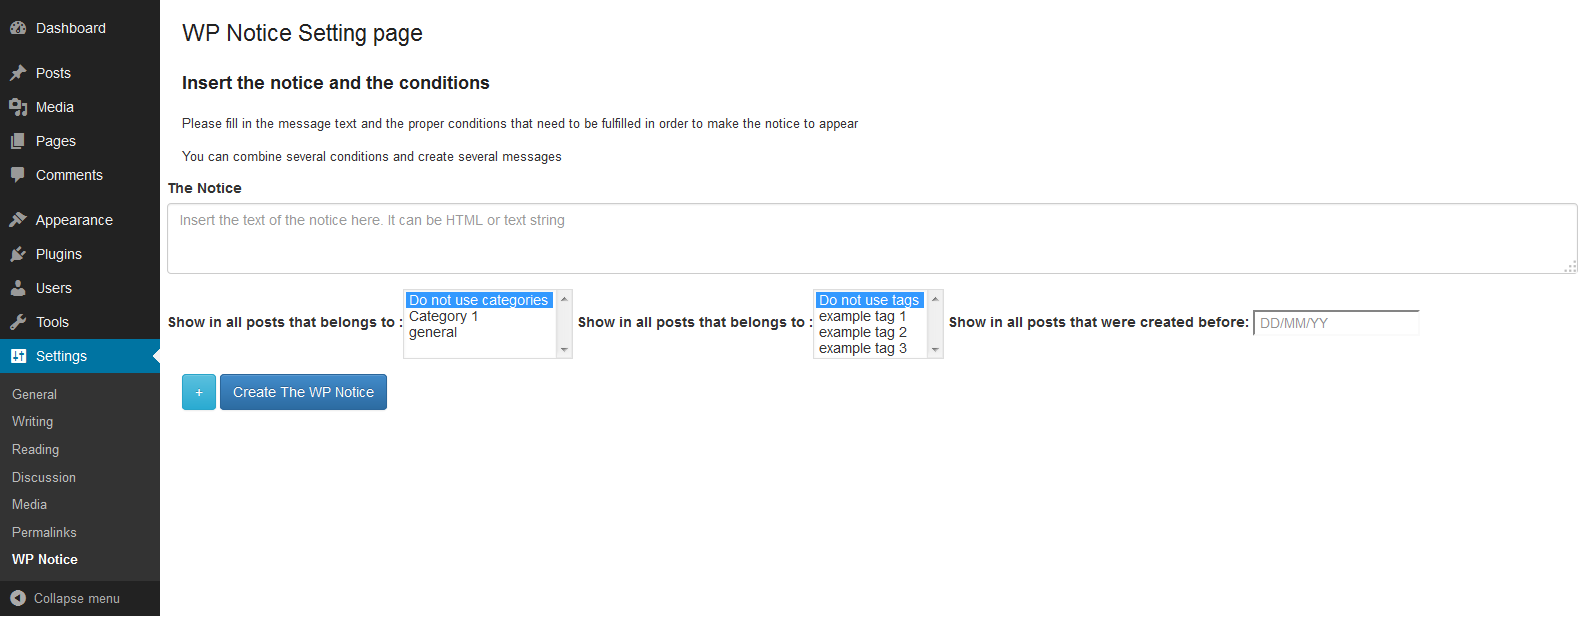 Dashboard
Posts
Media
Pages
Comments
Appearance
Plugins
Users
Tools
Settings
General
Writing
Reading
Discussion
Media
Permalinks
WP Notice
Collapse menu
WP Notice Setting page
Insert the notice and the conditions
Please fill in the message text and the proper conditions that need to be fulfilled in order to make the notice to appear
You can combine several conditions and create several messages
The Notice
Insert the text of the notice here. It can be HTML or text string
Show in all posts that belongs to :
Do not use categories
Category 1
general
Show in all posts that belongs to :
Do not use tags
example tag 1
example tag 2
example tag 3
Show in all posts that were created before:
DD/MM/YY
+
Create The WP Notice